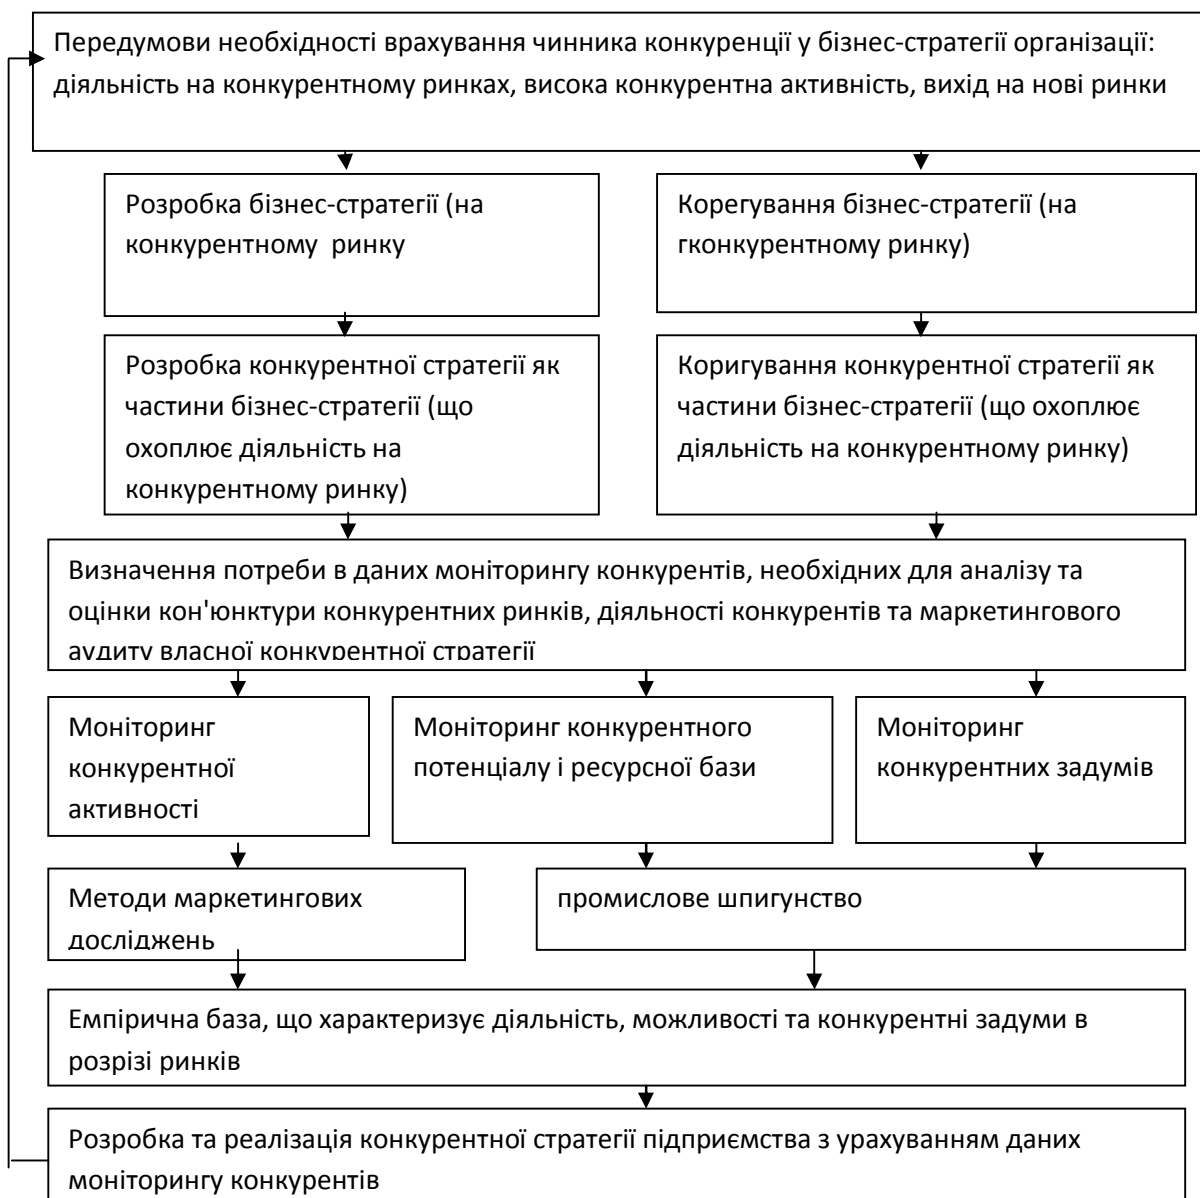 Передумови необхідності врахування чинника конкуренції у бізнес-стратегії організації:
діяльність на конкурентному ринках, висока конкурентна активність, вихід на нові ринки
Розробка бізнес-стратегії (на
конкурентному ринку
Корегування бізнес-стратегії (на
гконкурентному ринку)
Розробка конкурентної стратегії як
частини бізнес-стратегії (що
охоплює діяльність на
конкурентному ринку)
Коригування конкурентної стратегії як
частини бізнес-стратегії (що охоплює
діяльність на конкурентному ринку)
Визначення потреби в даних моніторингу конкурентів, необхідних для аналізу та
оцінки кон'юнктури конкурентних ринків, діяльності конкурентів та маркетингового
аудиту власної конкурентної стратегії
Моніторинг
конкурентної
активності
Моніторинг конкурентного
потенціалу і ресурсної бази
Моніторинг
конкурентних задумів
Методи маркетингових
досліджень
промислове шпигунство
Емпірична база, що характеризує діяльність, можливості та конкурентні задуми в
розрізі ринків
Розробка та реалізація конкурентної стратегії підприємства з урахуванням даних
моніторингу конкурентів